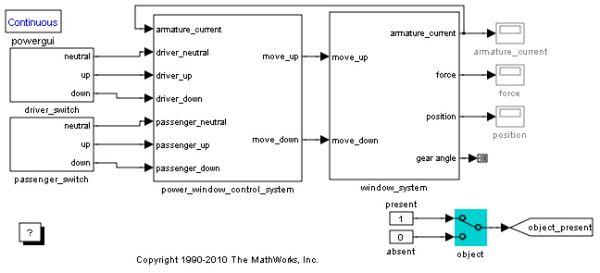 Continuous
powergui
neutral
up
down
driver_switch
neutral
up
down
passenger_switch
armature_current
driver_neutral
driver_up
driver_down
passenger_neutral
passenger_up
passenger_down
move_up
move_down
power_window_control_system
move_up
move_down
armature_current
force
position
gear angle
window_system
armature_current
force
position
present
1
0
absent
object
object_present
?
Copyright 1990-2010 The MathWorks, Inc.